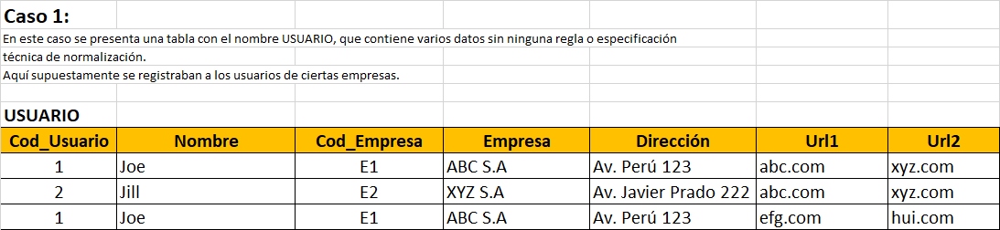 Caso 1:
En este caso se presenta una tabla con el nombre USUARIO, que contiene varios datos sin ninguna regla o especificación
técnica de normalización.
Aquí supuestamente se registraban a los usuarios de ciertas empresas.
USUARIO
Cod_Usuario Nombre Cod_Empresa Empresa Dirección Url1 Url2
1 Joe E1 ABC S.A Av. Perú 123 abc.com xyz.com
2 Jill E2 XYZ S.A Av. Javier Prado 222 abc.com xyz.com
1 Joe E1 ABC S.A Av. Perú 123 efg.com hui.com